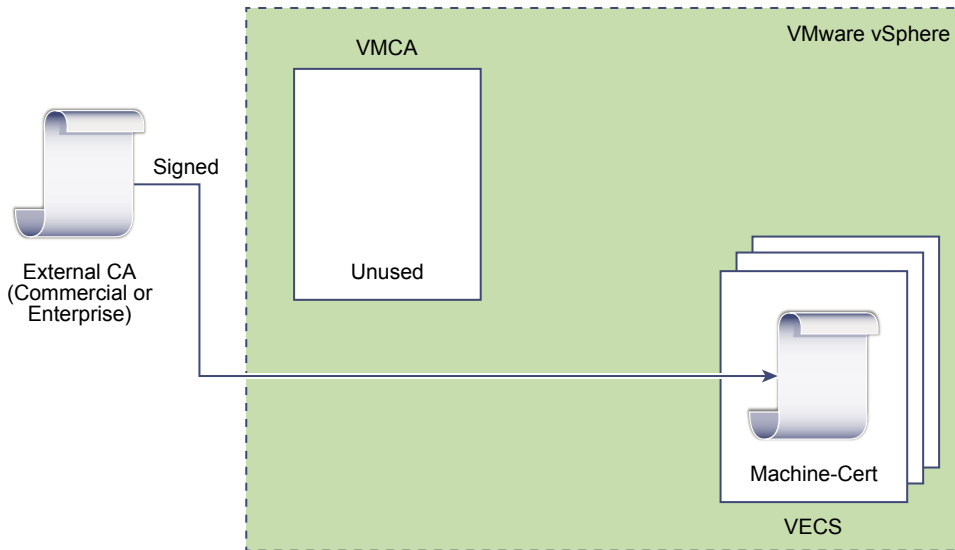 VMware vSphere
VMCA
Signed
Unused
External CA
(Commercial or
Enterprise)
Machine-Cert
VECS